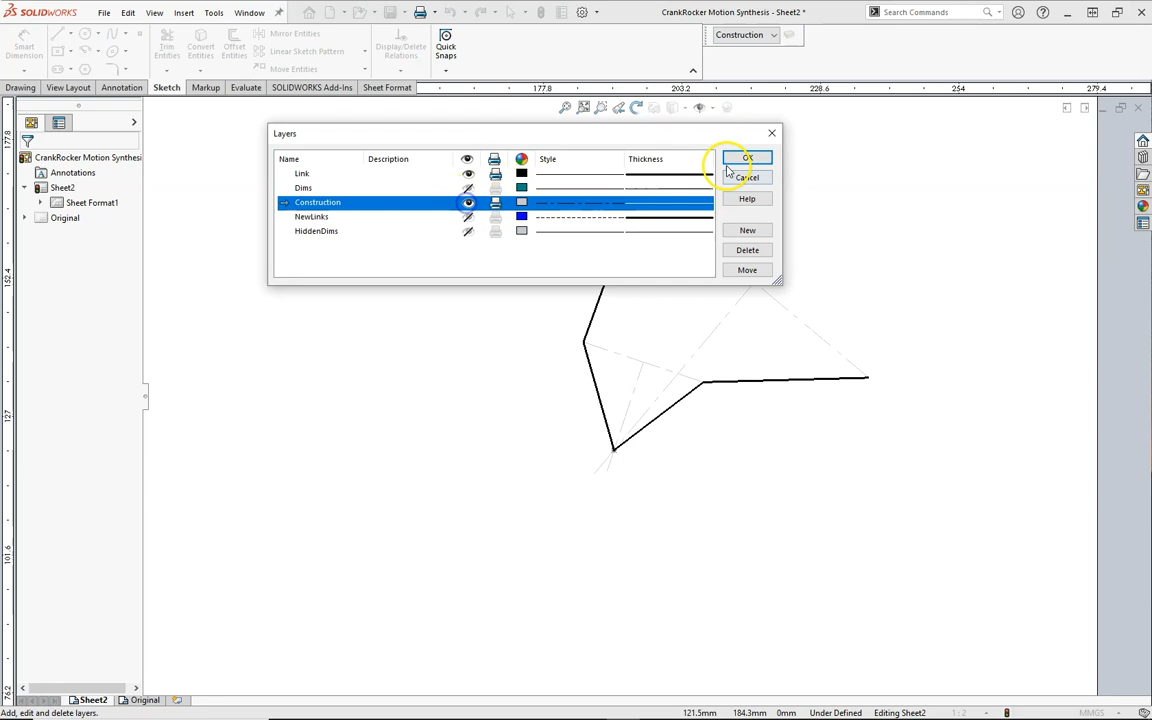 SOLIDWORKS File Edit View Insert Tools Window CrankRocker Motion Synthesis - Sheet2 * Search Commands
Smart Dimension
Trim Entities
Convert Entities
Offset Entities
Mirror Entities
Linear Sketch Pattern
Move Entities
Display/Delete Relations
Quick Snaps
Construction
Drawing View Layout Annotation Sketch Markup Evaluate SOLIDWORKS Add-Ins Sheet Format
177.8 203.2 228.6 254 279.4
177.8
152.4
127
101.6
76.2
CrankRocker Motion Synthesi
Annotations
Sheet2
Sheet Format1
Original
Layers
Name Description Style Thickness
Link
Dims
Construction
NewLinks
HiddenDims
OK
Cancel
Help
New
Delete
Move
Sheet2 Original
Add, edit and delete layers. 121.5mm 184.3mm 0mm Under Defined Editing Sheet2 1:2 MMGS